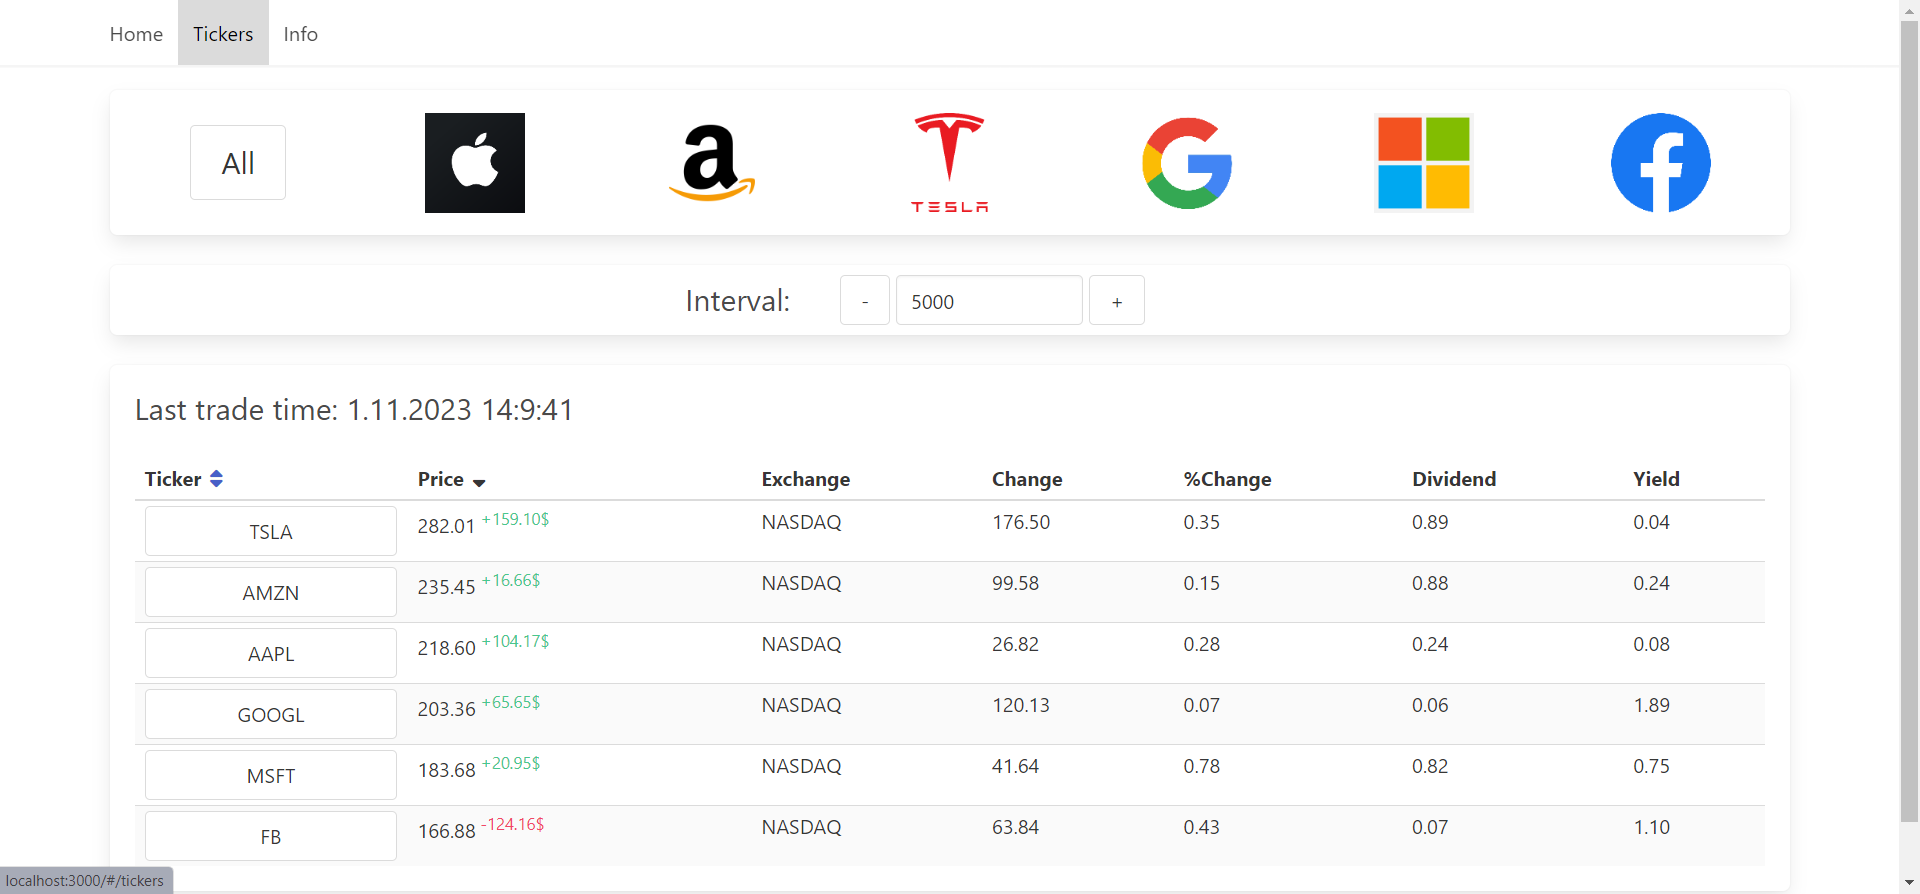 Home Tickers Info
All
TESLA
Interval: - 5000 +
Last trade time: 1.11.2023 14:9:41
Ticker Price Exchange Change %Change Dividend Yield
TSLA 282.01 +159.10$ NASDAQ 176.50 0.35 0.89 0.04
AMZN 235.45 +16.66$ NASDAQ 99.58 0.15 0.88 0.24
AAPL 218.60 +104.17$ NASDAQ 26.82 0.28 0.24 0.08
GOOGL 203.36 +65.65$ NASDAQ 120.13 0.07 0.06 1.89
MSFT 183.68 +20.95$ NASDAQ 41.64 0.78 0.82 0.75
FB 166.88 -124.16$ NASDAQ 63.84 0.43 0.07 1.10
localhost:3000/#/tickers